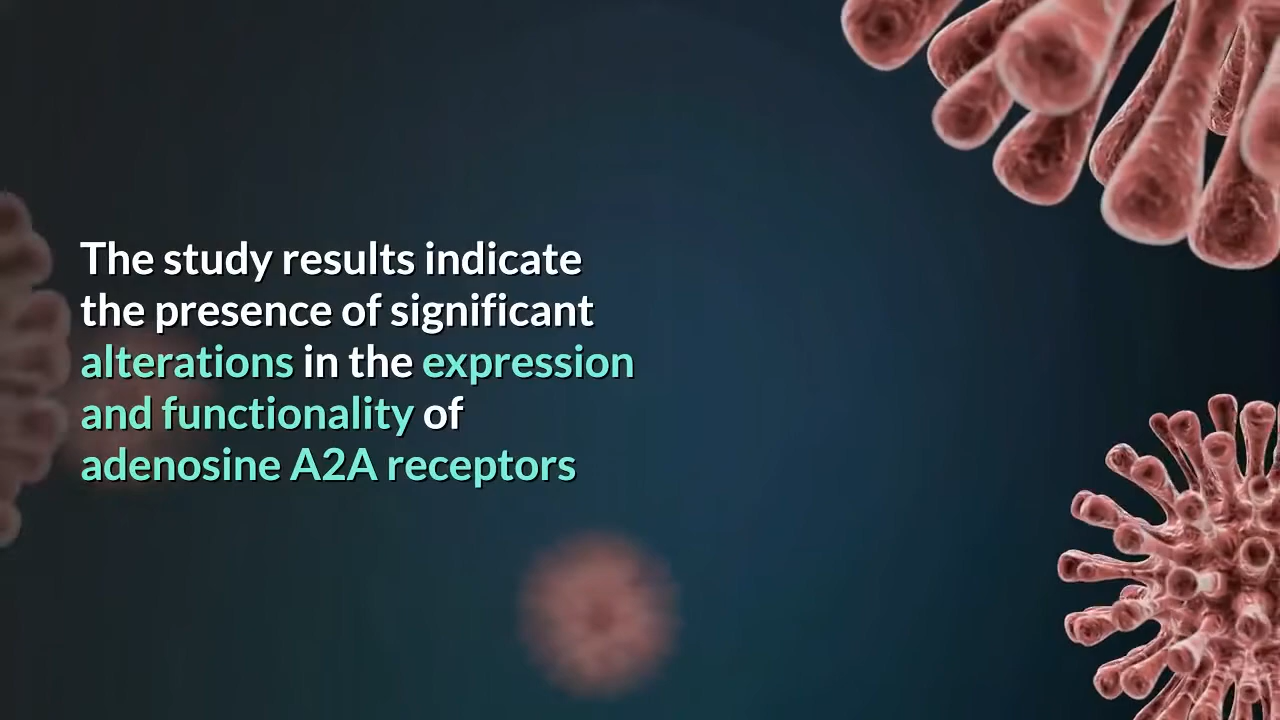 The study results indicate
the presence of significant
alterations in the expression
and functionality of
adenosine A2A receptors